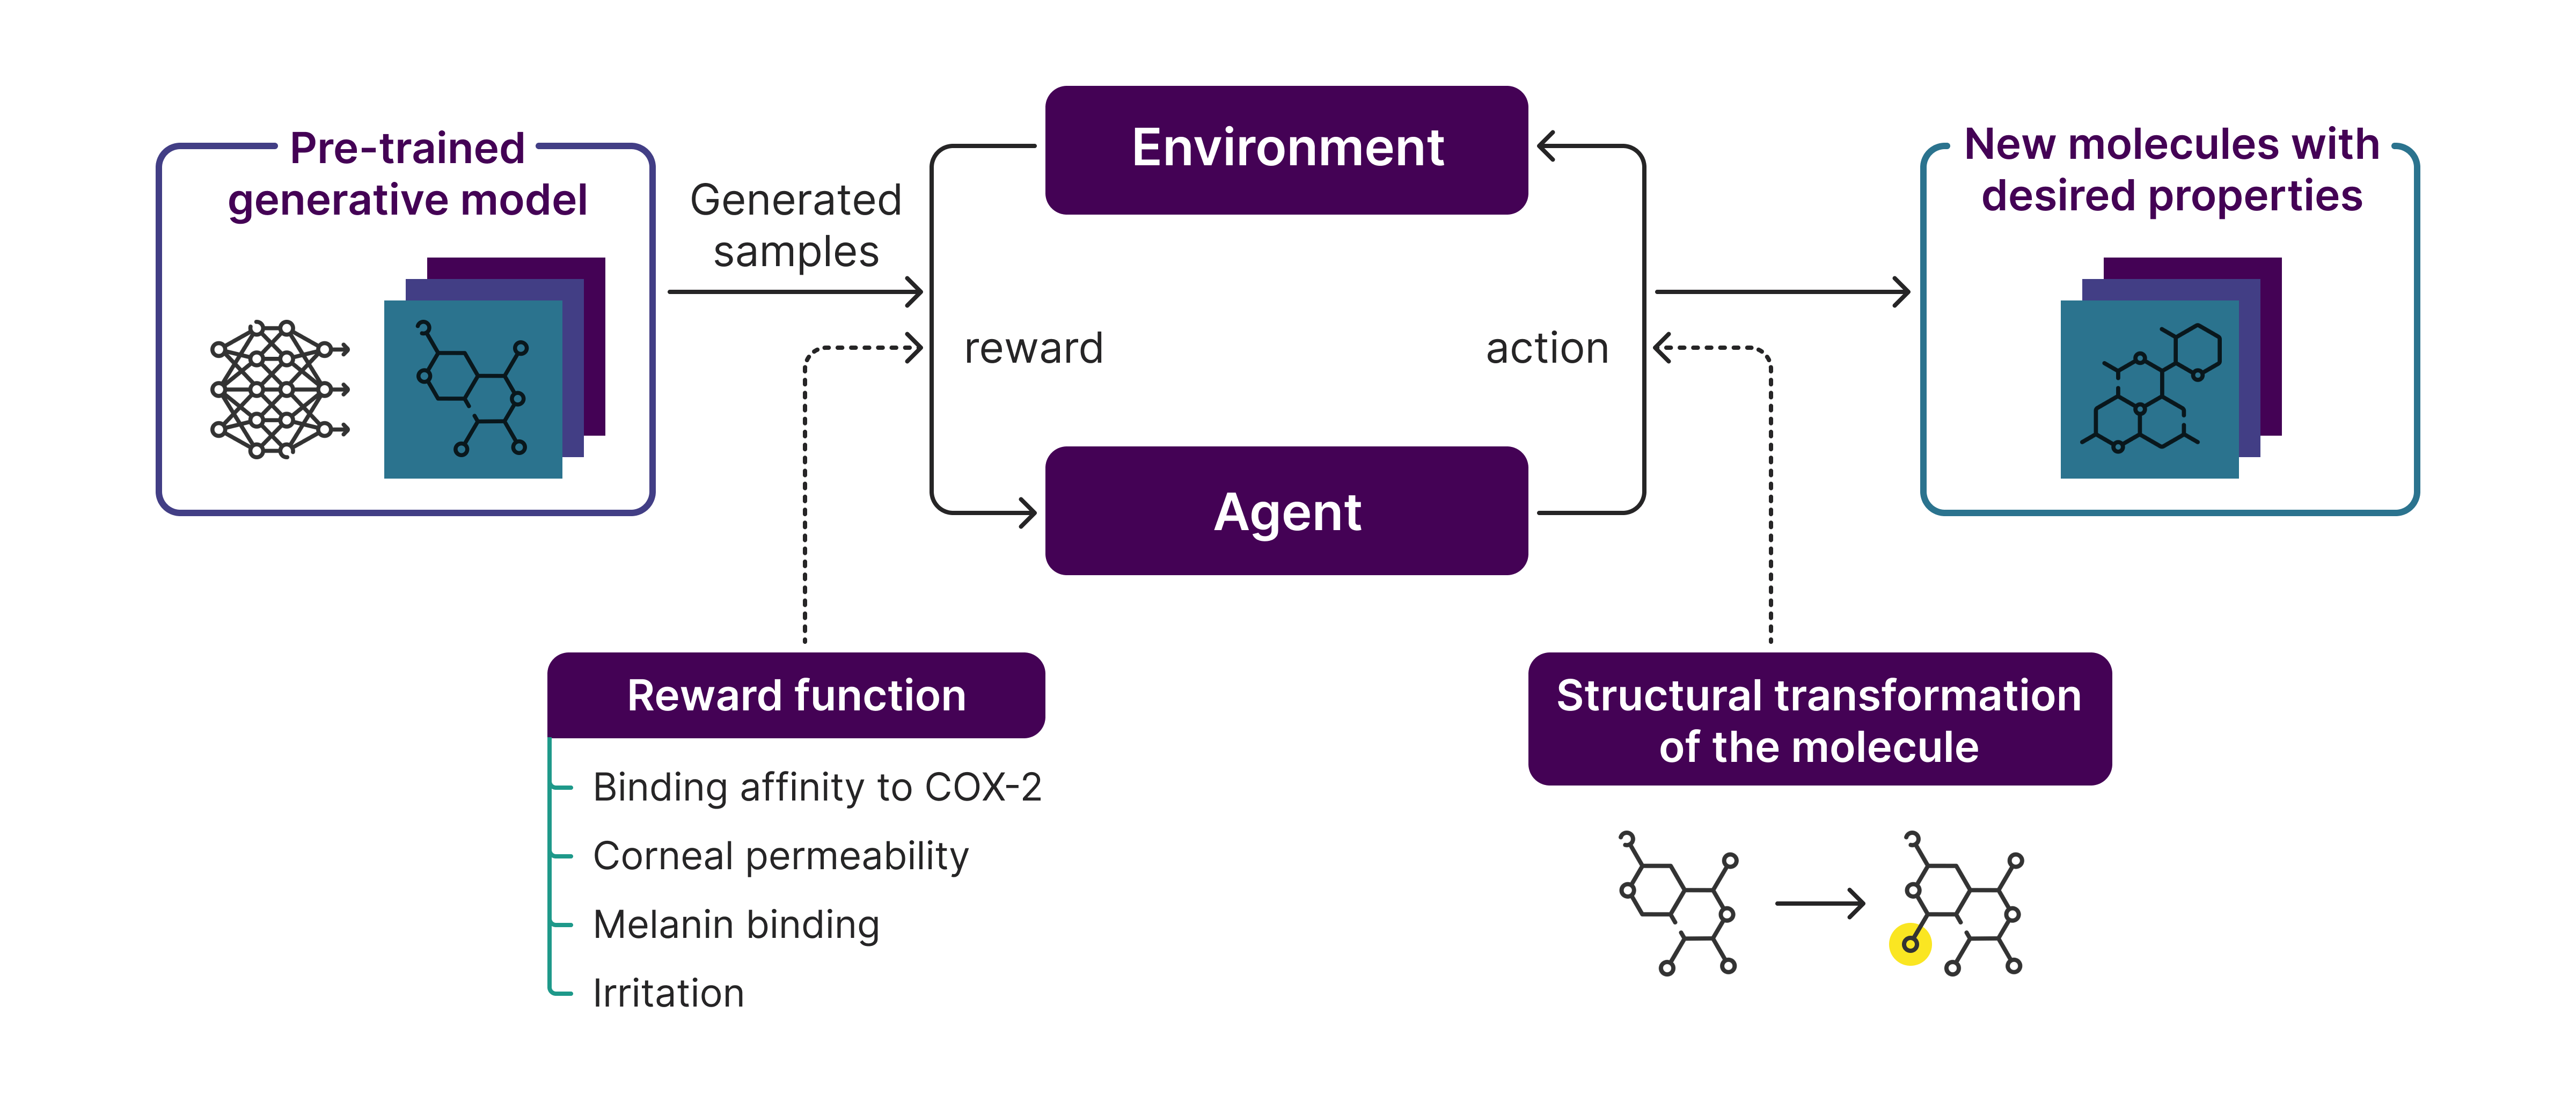 Pre-trained
generative model
Generated
samples
Environment
reward
action
Agent
New molecules with
desired properties
Reward function
Binding affinity to COX-2
Corneal permeability
Melanin binding
Irritation
Structural transformation
of the molecule